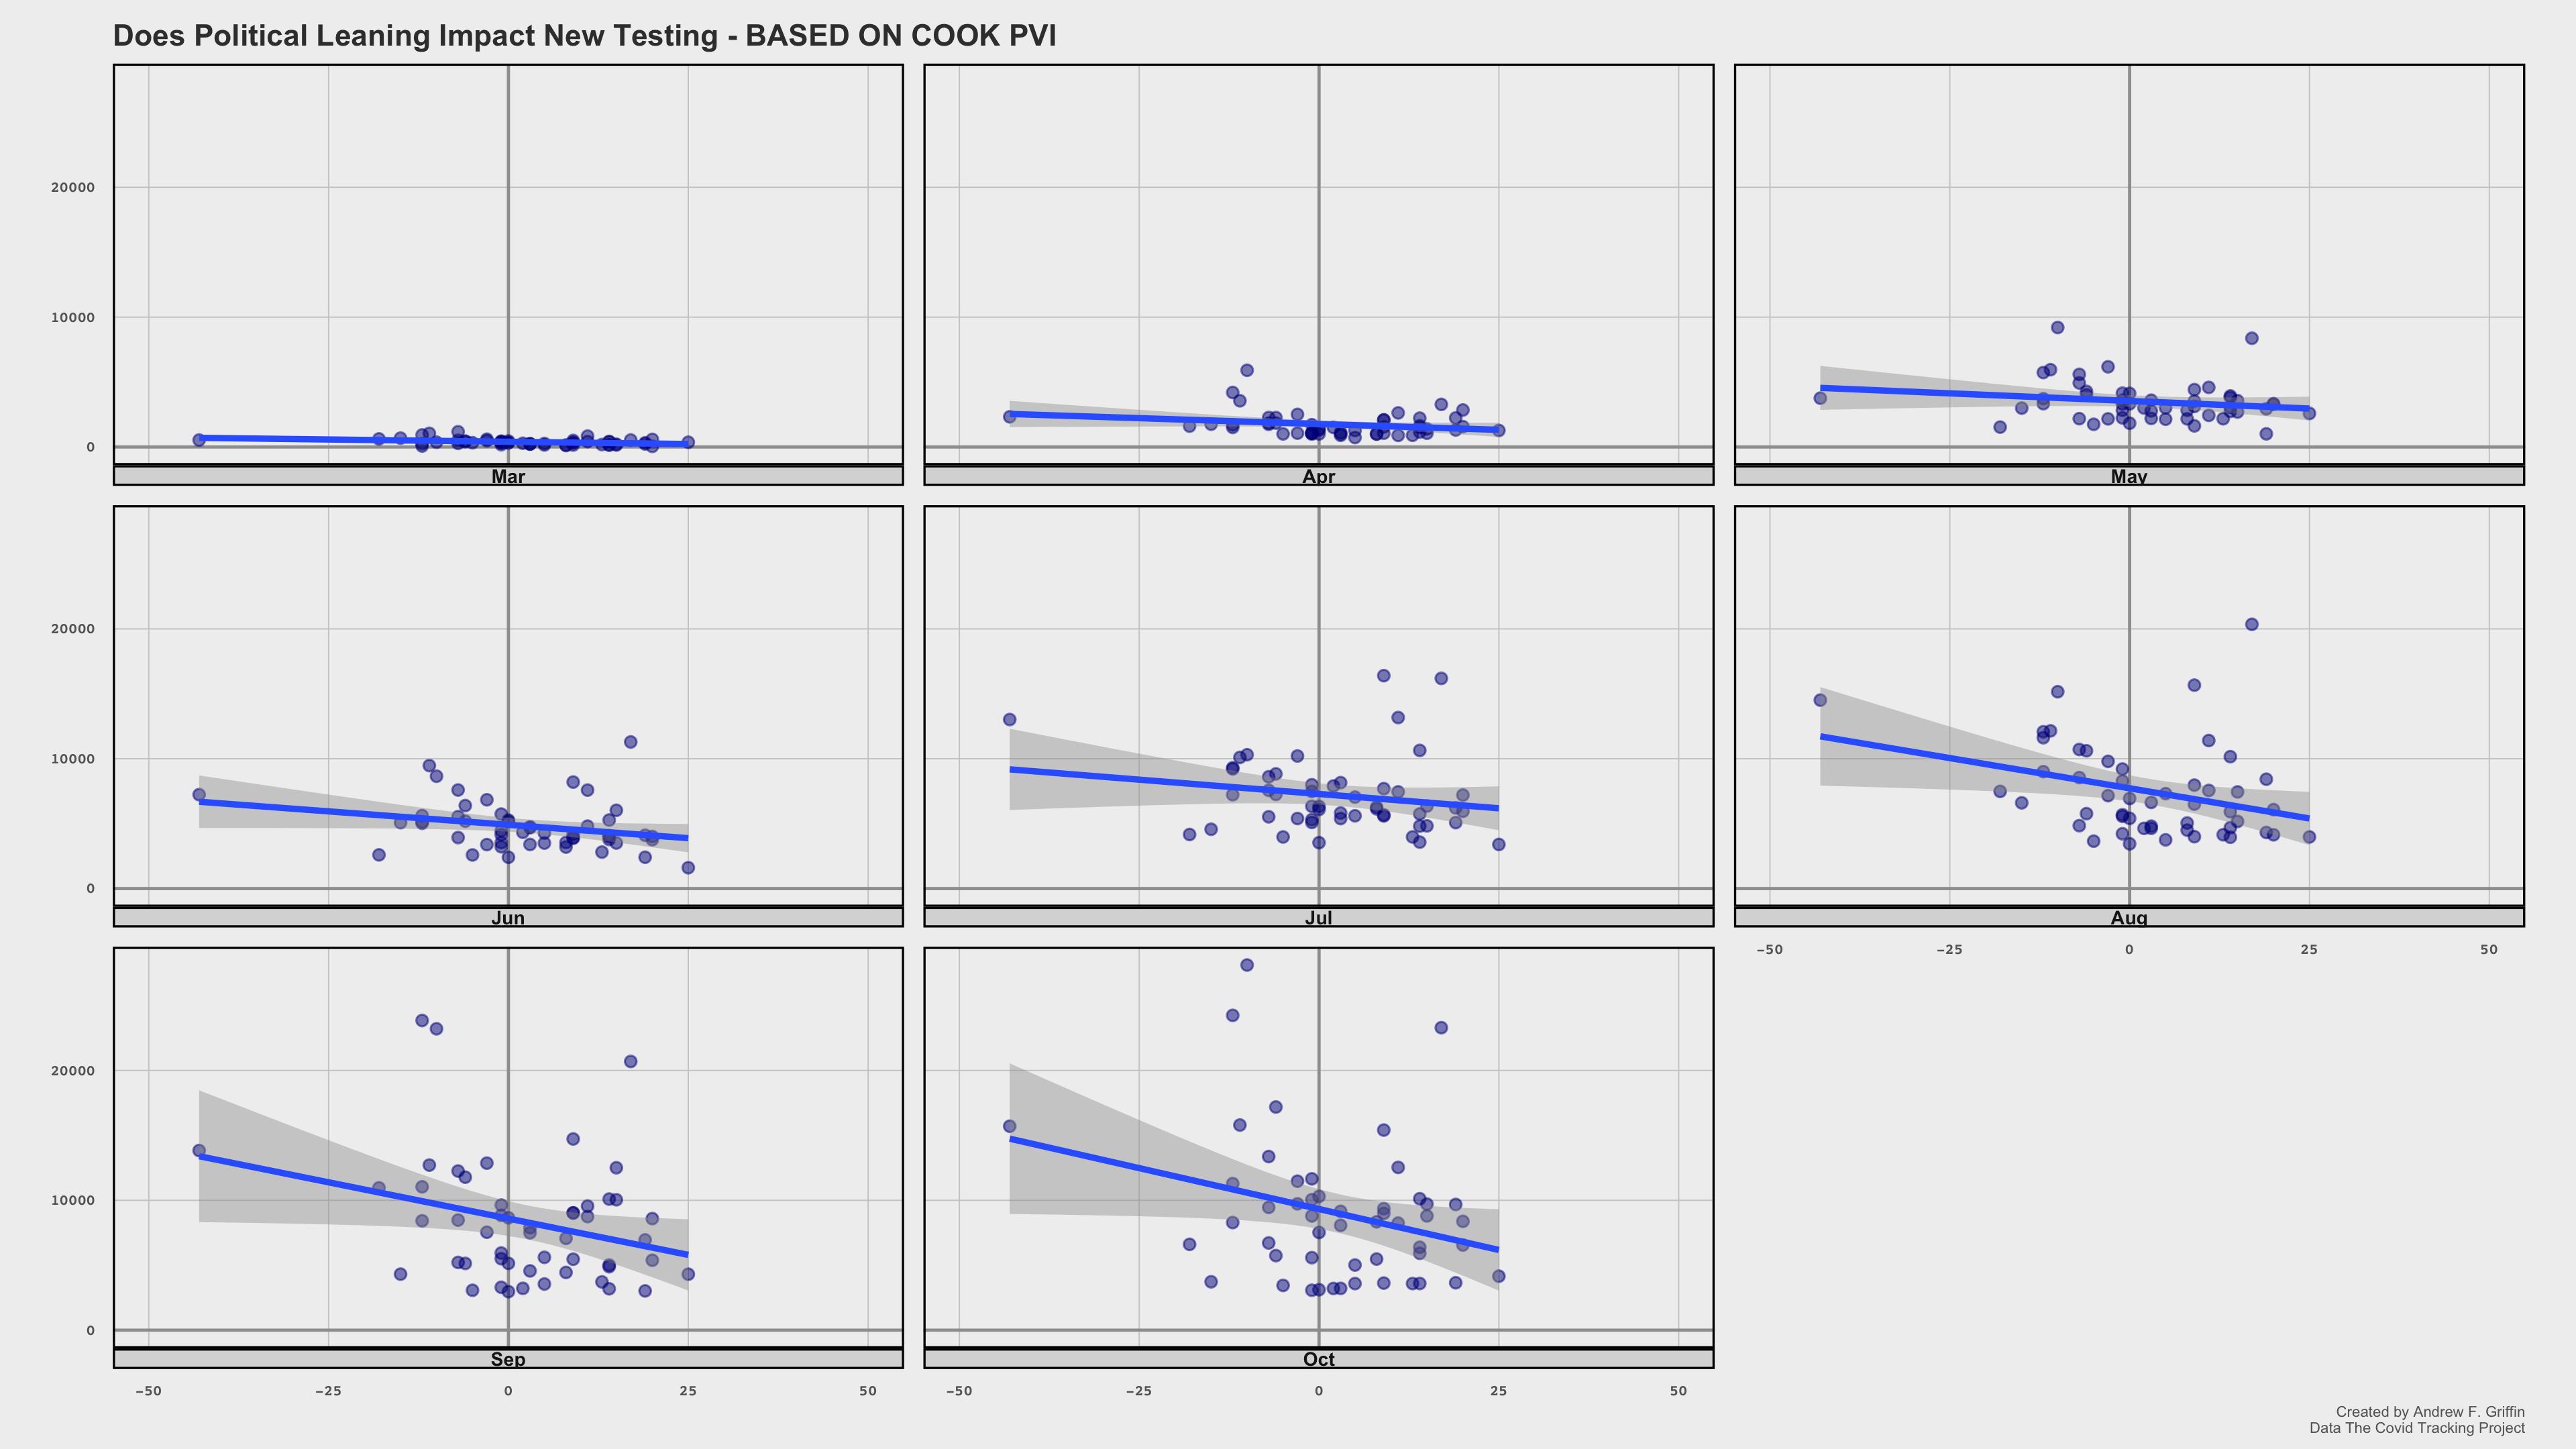 Does Political Leaning Impact New Testing - BASED ON COOK PVI
20000
10000
0
Mar
Apr
May
20000
10000
0
Jun
Jul
Aug
−50 −25 0 25 50
20000
10000
0
Sep
Oct
−50 −25 0 25 50
−50 −25 0 25 50
Created by Andrew F. Griffin
Data The Covid Tracking Project